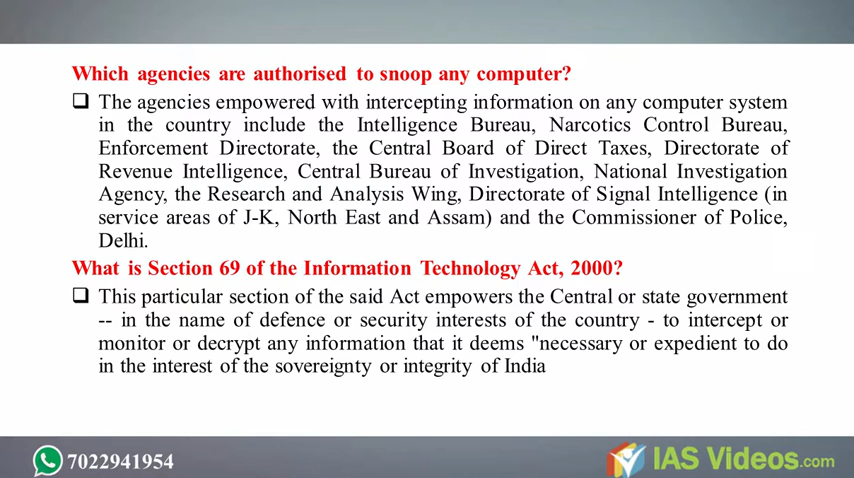 Which agencies are authorised to snoop any computer?
❑ The agencies empowered with intercepting information on any computer system
in the country include the Intelligence Bureau, Narcotics Control Bureau,
Enforcement Directorate, the Central Board of Direct Taxes, Directorate of
Revenue Intelligence, Central Bureau of Investigation, National Investigation
Agency, the Research and Analysis Wing, Directorate of Signal Intelligence (in
service areas of J-K, North East and Assam) and the Commissioner of Police,
Delhi.
What is Section 69 of the Information Technology Act, 2000?
❑ This particular section of the said Act empowers the Central or state government
-- in the name of defence or security interests of the country - to intercept or
monitor or decrypt any information that it deems "necessary or expedient to do
in the interest of the sovereignty or integrity of India
7022941954
IAS Videos.com